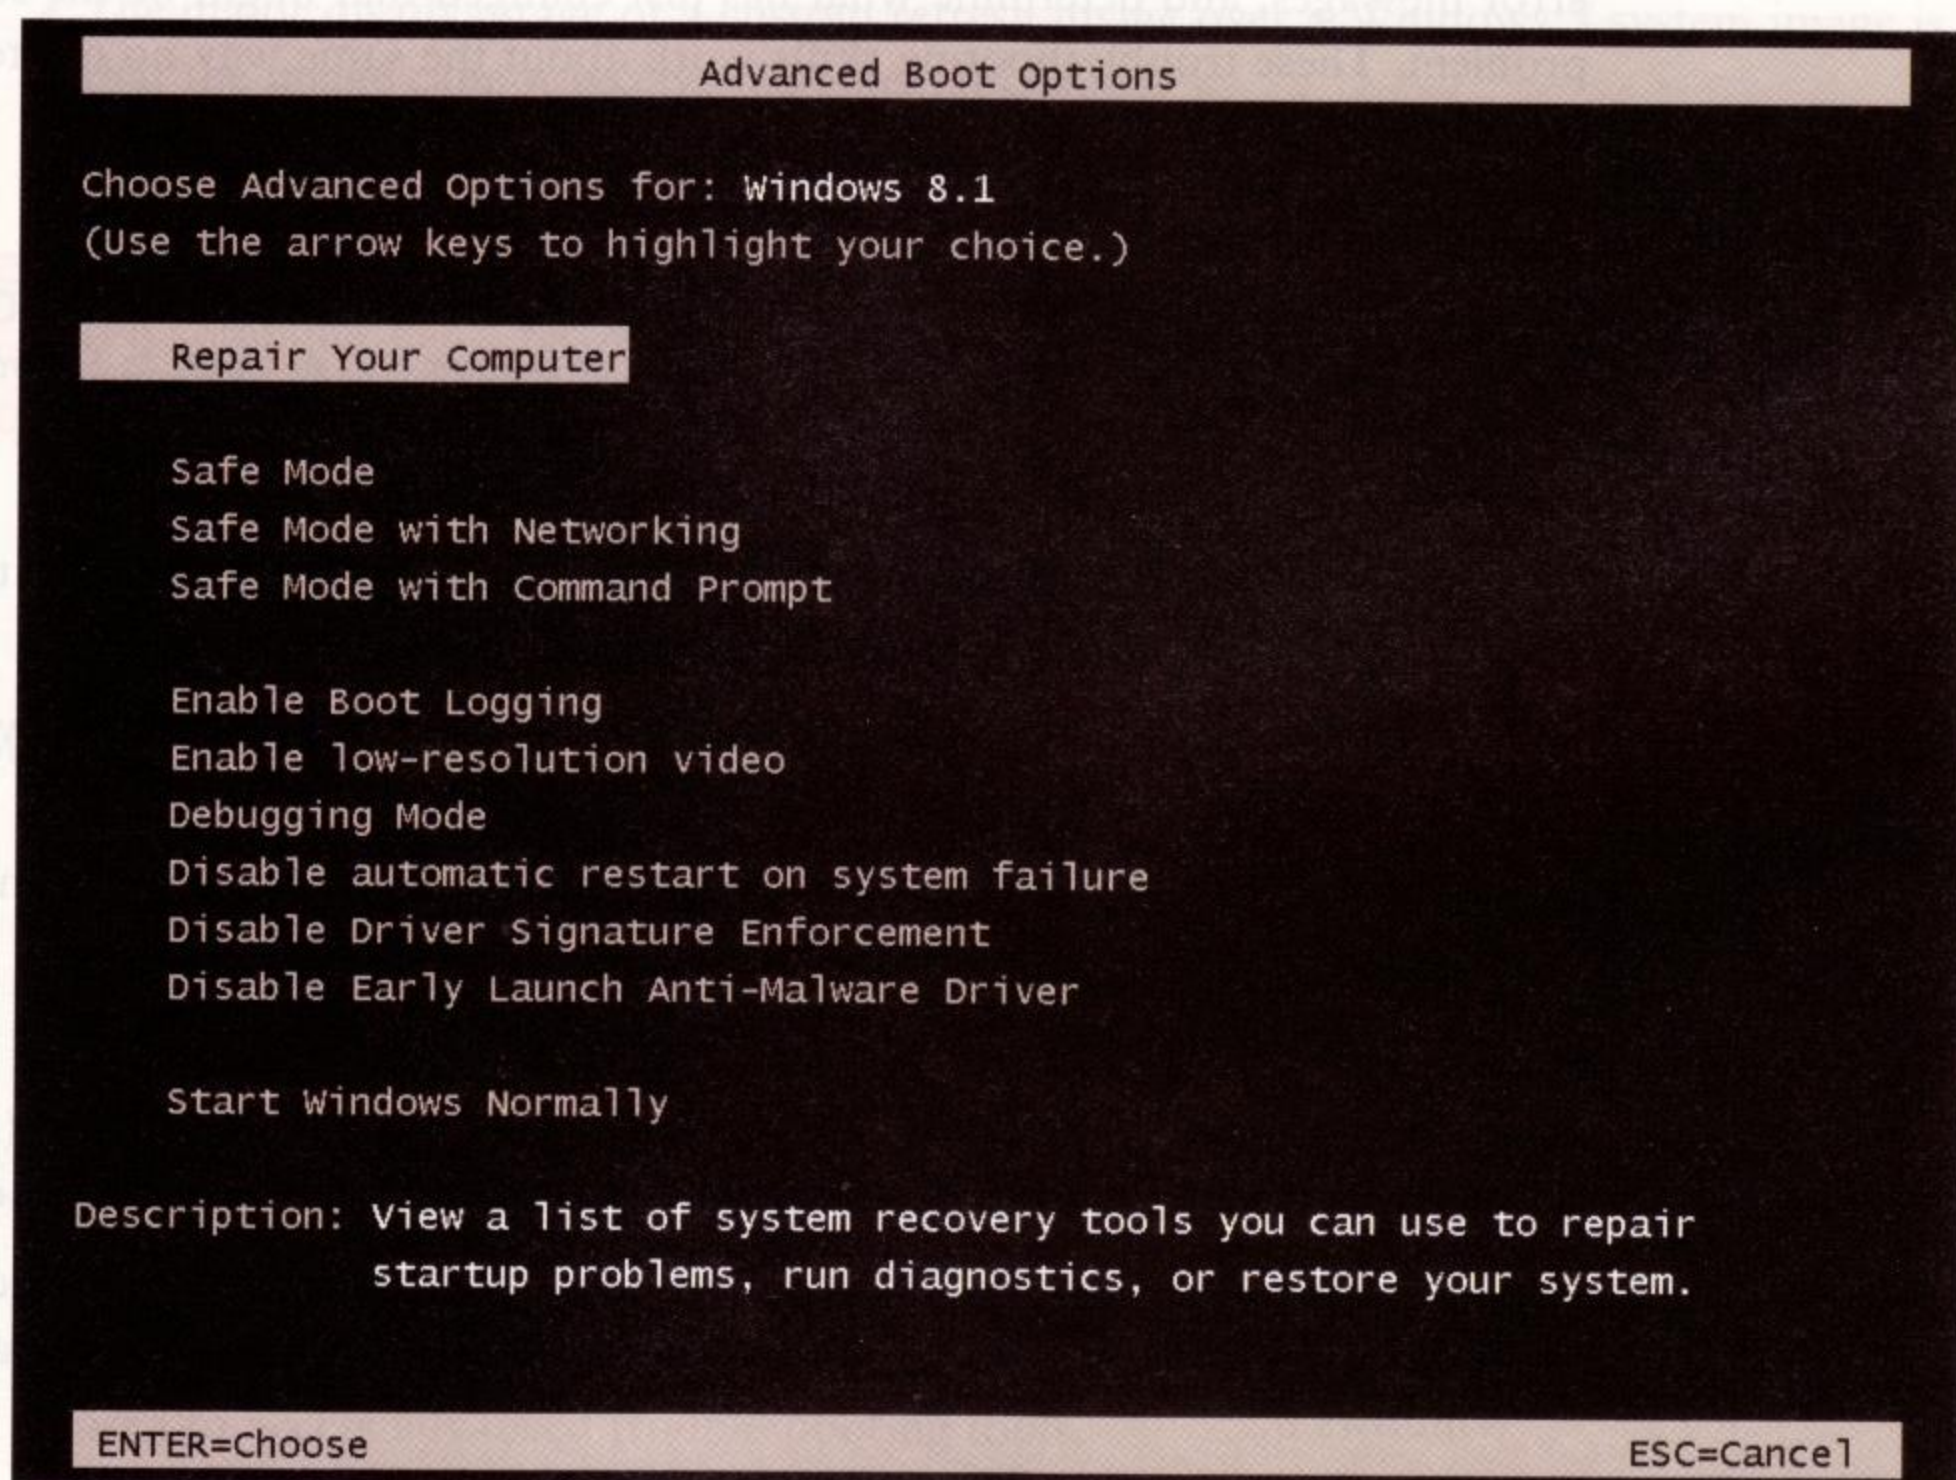 Advanced Boot Options
Choose Advanced Options for: Windows 8.1
(Use the arrow keys to highlight your choice.)
Repair Your Computer
Safe Mode
Safe Mode with Networking
Safe Mode with Command Prompt
Enable Boot Logging
Enable low-resolution video
Debugging Mode
Disable automatic restart on system failure
Disable Driver Signature Enforcement
Disable Early Launch Anti-Malware Driver
Start Windows Normally
Description: View a list of system recovery tools you can use to repair
startup problems, run diagnostics, or restore your system.
ENTER=Choose ESC=Cancel